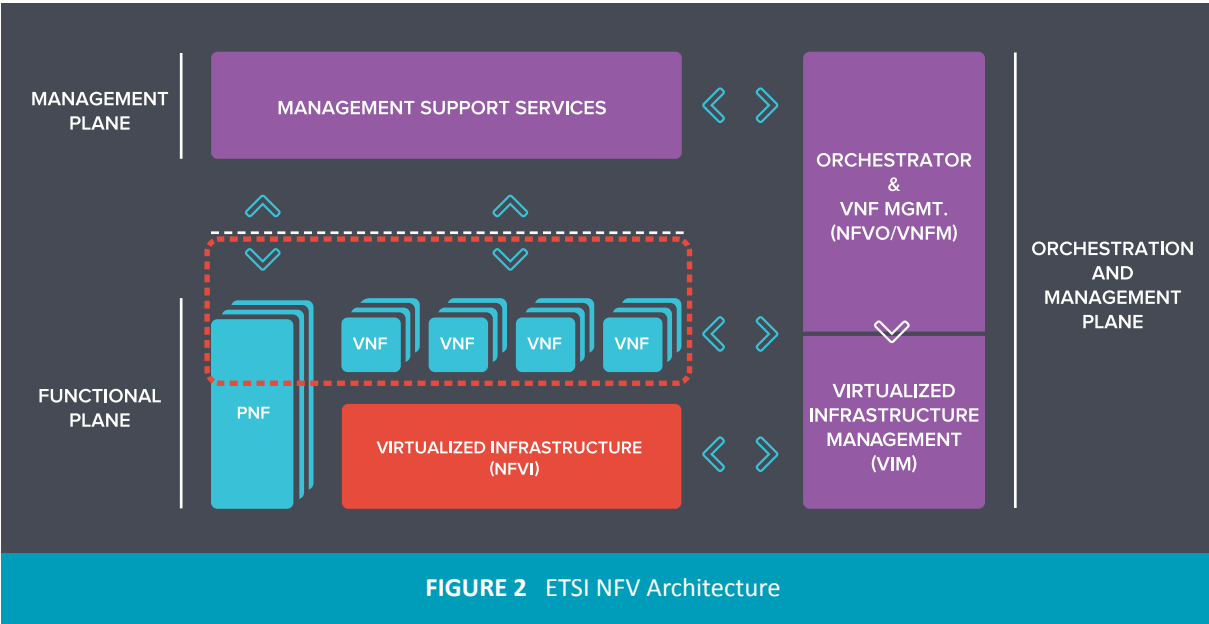 MANAGEMENT
PLANE
MANAGEMENT SUPPORT SERVICES
ORCHESTRATOR
&
VNF MGMT.
(NFVO/VNFM)
ORCHESTRATION
AND
MANAGEMENT
PLANE
FUNCTIONAL
PLANE
PNF
VNF
VNF
VNF
VNF
VIRTUALIZED INFRASTRUCTURE
(NFVI)
VIRTUALIZED
INFRASTRUCTURE
MANAGEMENT
(VIM)
FIGURE 2 ETSI NFV Architecture